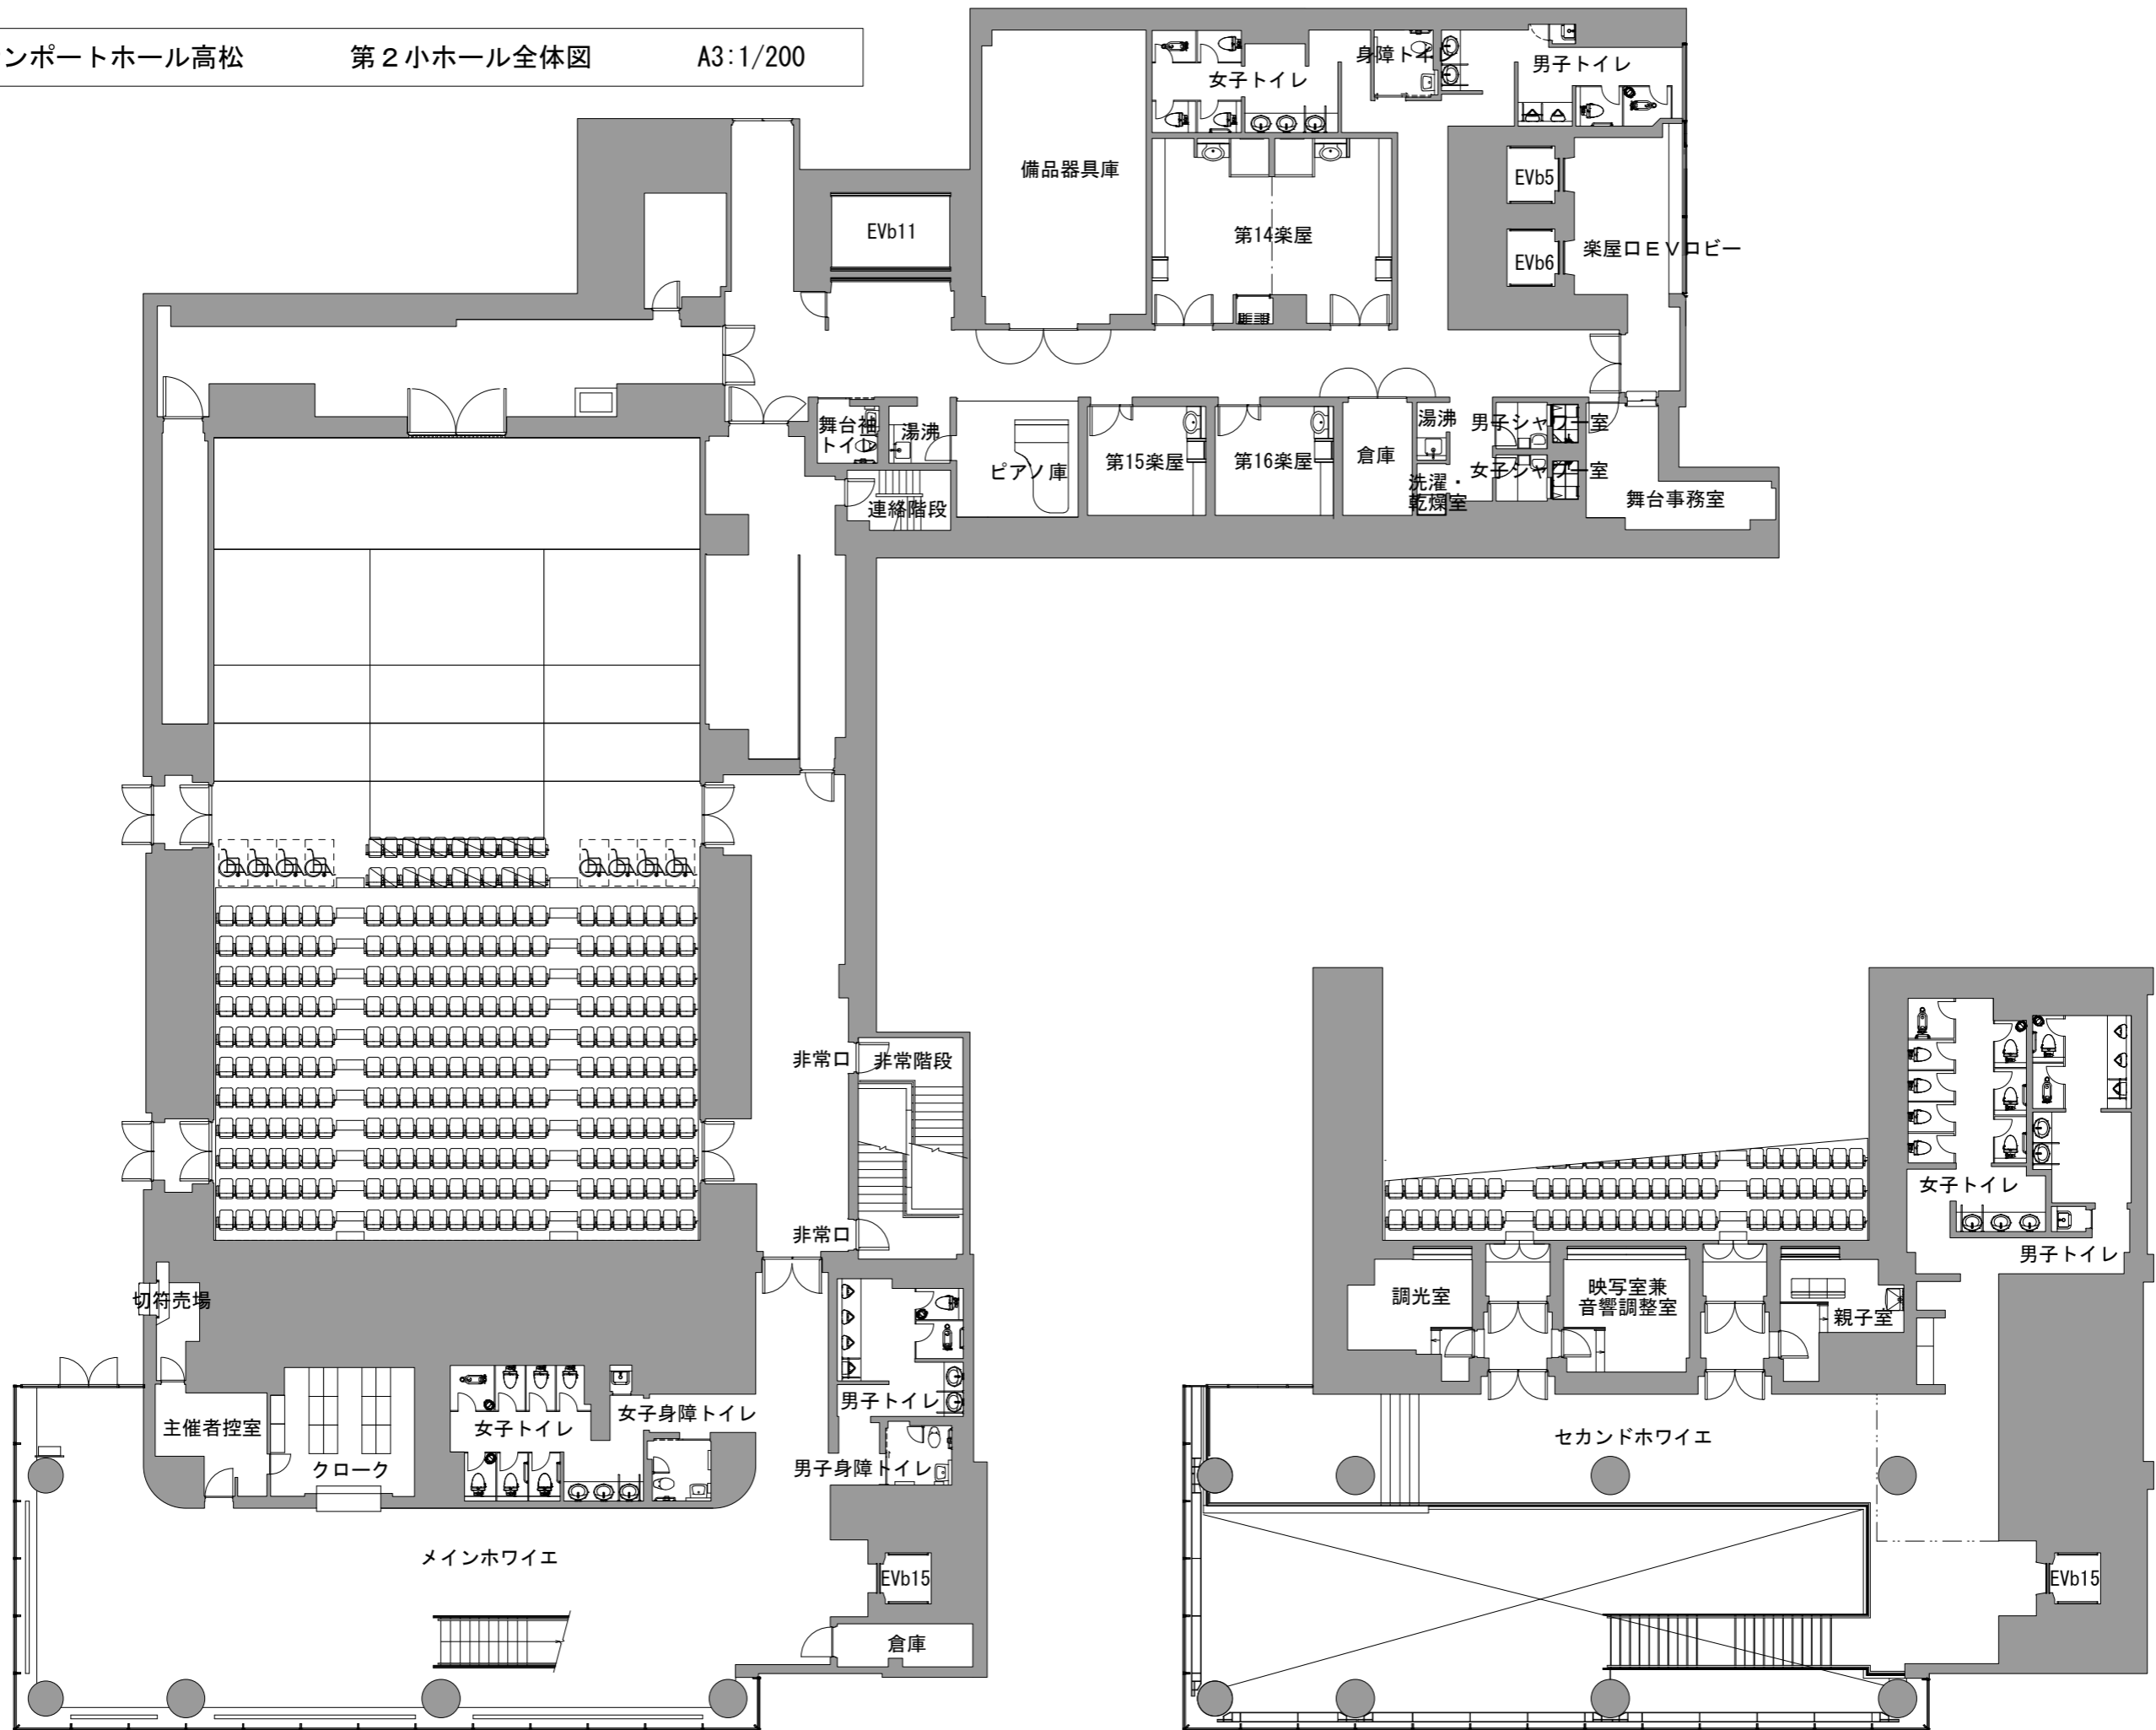 ンポートホール高松 第２小ホール全体図 A3:1/200
女子トイレ
身障トイレ
男子トイレ
備品器具庫
EVb11
第14楽屋
EVb5
EVb6
楽屋口ＥＶロビー
舞台袖
トイレ
湯沸
ピアノ庫
連絡階段
第15楽屋
第16楽屋
倉庫
湯沸
洗濯・
乾燥室
男子シャワー室
女子シャワー室
舞台事務室
非常口
非常階段
非常口
切符売場
主催者控室
クローク
女子トイレ
女子身障トイレ
男子トイレ
男子身障トイレ
メインホワイエ
EVb15
倉庫
女子トイレ
男子トイレ
調光室
映写室兼
音響調整室
親子室
セカンドホワイエ
EVb15